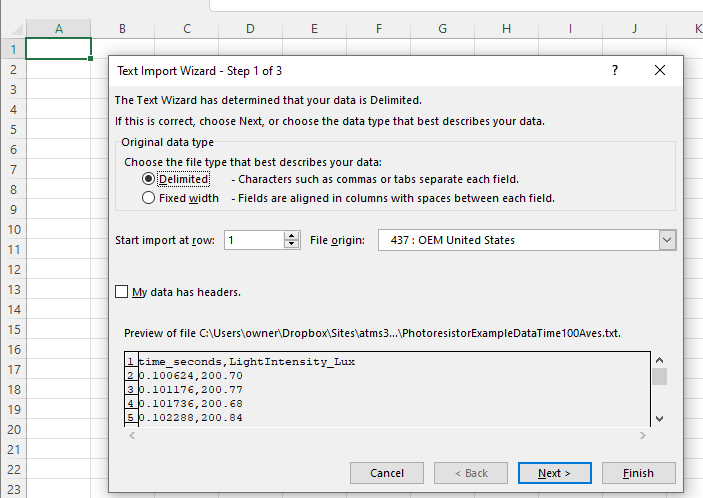 A B C D E F G H I J K
1
2
3
4
5
6
7
8
9
10
11
12
13
14
15
16
17
18
19
20
21
22
23
Text Import Wizard - Step 1 of 3 ?
The Text Wizard has determined that your data is Delimited.
If this is correct, choose Next, or choose the data type that best describes your data.
Original data type
Choose the file type that best describes your data:
Delimited - Characters such as commas or tabs separate each field.
Fixed width - Fields are aligned in columns with spaces between each field.
Start import at row: 1 File origin: 437 : OEM United States
My data has headers.
Preview of file C:\Users\owner\Dropbox\Sites\atms3...\PhotoresistorExampleDataTime100Aves.txt.
1 time_seconds,LightIntensity_Lux
2 0.100624,200.70
3 0.101176,200.77
4 0.101736,200.68
5 0.102288,200.84
Cancel < Back Next > Finish